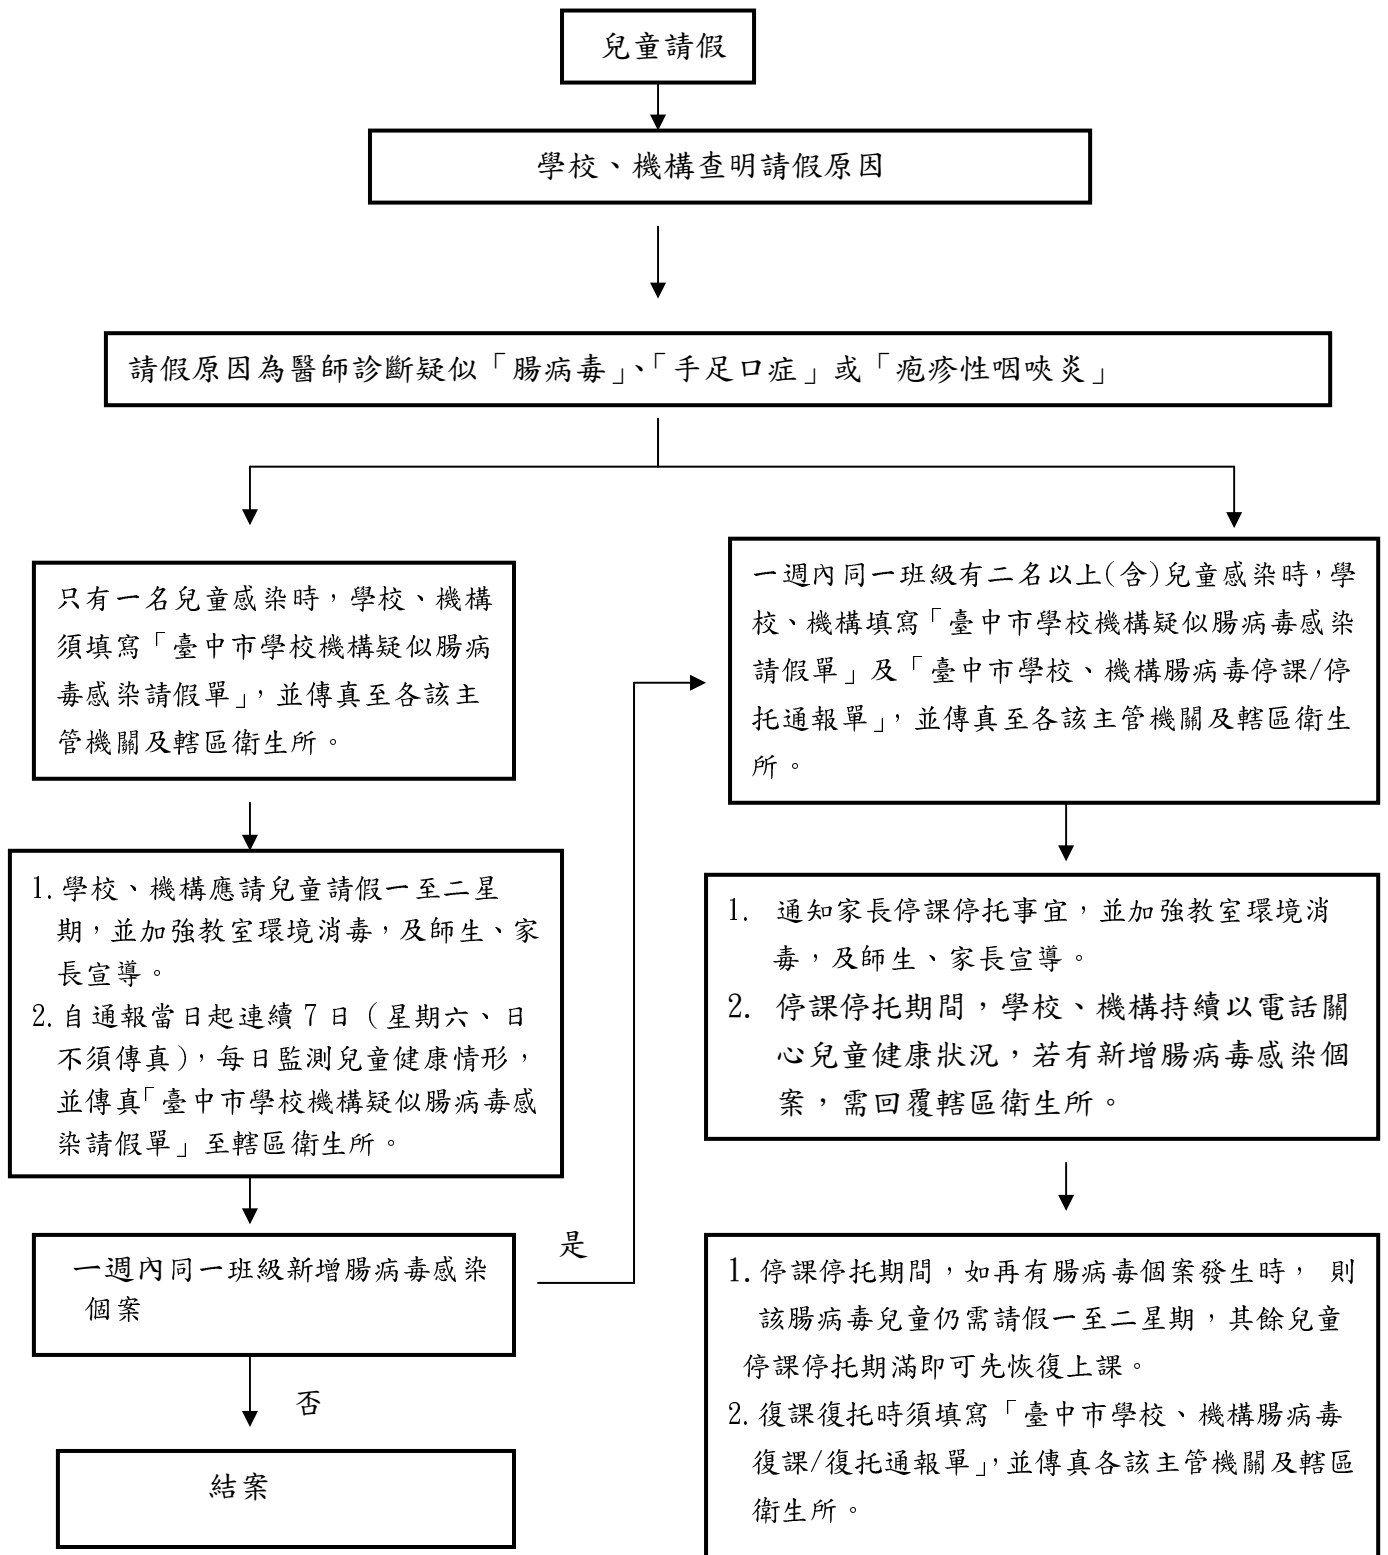 兒童請假
學校、機構查明請假原因
請假原因為醫師診斷疑似「腸病毒」、「手足口症」或「疱疹性咽峽炎」
只有一名兒童感染時，學校、機構
須填寫「臺中市學校機構疑似腸病
毒感染請假單」，並傳真至各該主
管機關及轄區衛生所。
1. 學校、機構應請兒童請假一至二星
期，並加強教室環境消毒，及師生、家
長宣導。
2. 自通報當日起連續 7 日（星期六、日
不須傳真），每日監測兒童健康情形，
並傳真「臺中市學校機構疑似腸病毒感
染請假單」至轄區衛生所。
一週內同一班級新增腸病毒感染
個案
是
否
結案
一週內同一班級有二名以上(含)兒童感染時，學
校、機構填寫「臺中市學校機構疑似腸病毒感染
請假單」及「臺中市學校、機構腸病毒停課/停
托通報單」，並傳真至各該主管機關及轄區衛生
所。
1. 通知家長停課停托事宜，並加強教室環境消
毒，及師生、家長宣導。
2. 停課停托期間，學校、機構持續以電話關
心兒童健康狀況，若有新增腸病毒感染個
案，需回覆轄區衛生所。
1. 停課停托期間，如再有腸病毒個案發生時， 則
該腸病毒兒童仍需請假一至二星期，其餘兒童
停課停托期滿即可先恢復上課。
2. 復課復托時須填寫「臺中市學校、機構腸病毒
復課/復托通報單」，並傳真各該主管機關及轄區
衛生所。